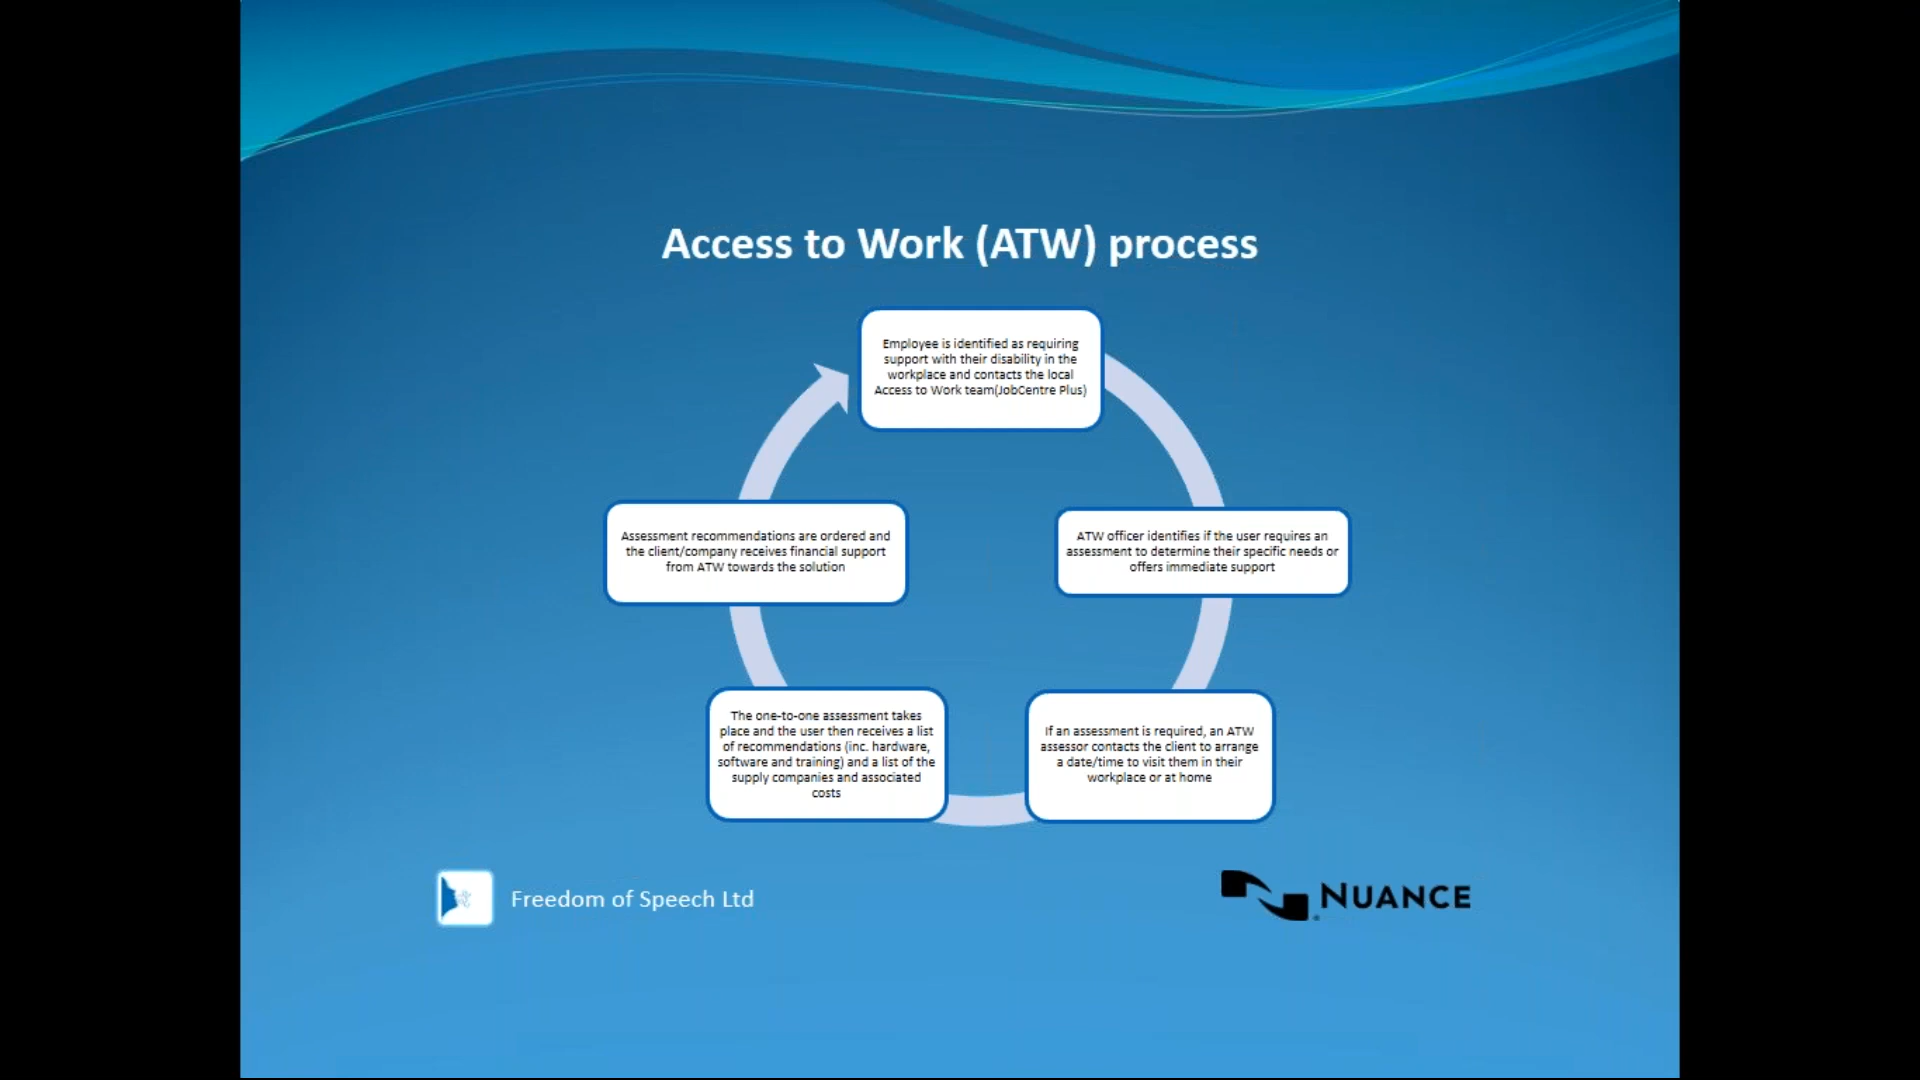 Access to Work (ATW) process
Employee is identified as requiring
support with their disability in the
workplace and contacts the local
Access to Work team(JobCentre Plus)
ATW officer identifies if the user requires an
assessment to determine their specific needs or
offers immediate support
If an assessment is required, an ATW
assessor contacts the client to arrange
a date/time to visit them in their
workplace or at home
The one-to-one assessment takes
place and the user then receives a list
of recommendations (inc. hardware,
software and training) and a list of the
supply companies and associated
costs
Assessment recommendations are ordered and
the client/company receives financial support
from ATW towards the solution
Freedom of Speech Ltd
NUANCE